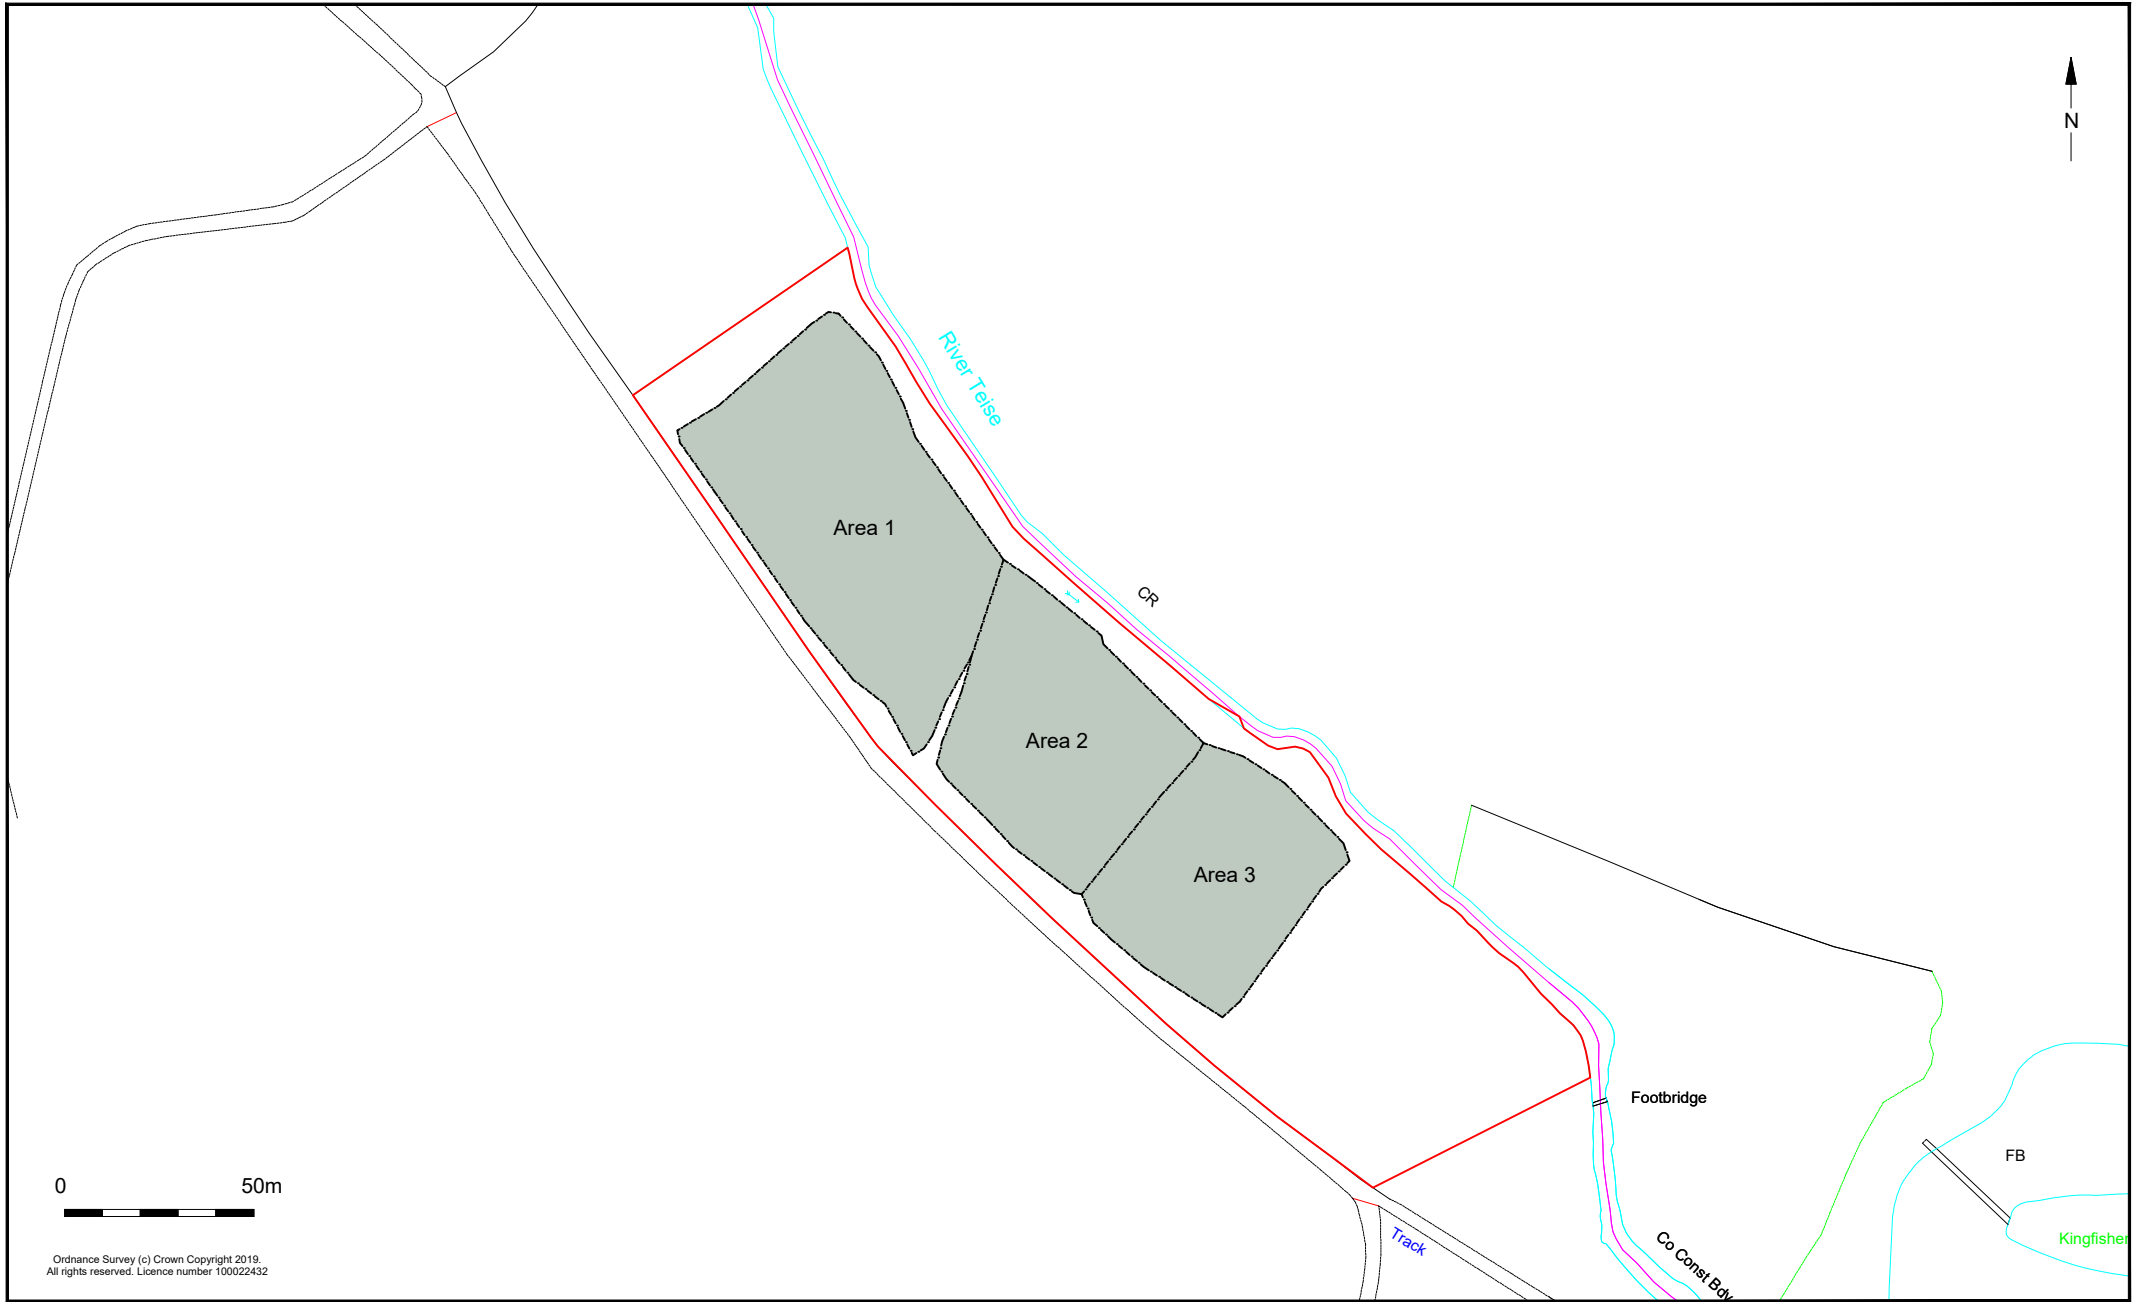 N
River Teise
Area 1
CR
Area 2
Area 3
Footbridge
FB
0 50m
Track
Co Const Bdy
Kingfisher
Ordnance Survey (c) Crown Copyright 2019.
All rights reserved. Licence number 100022432